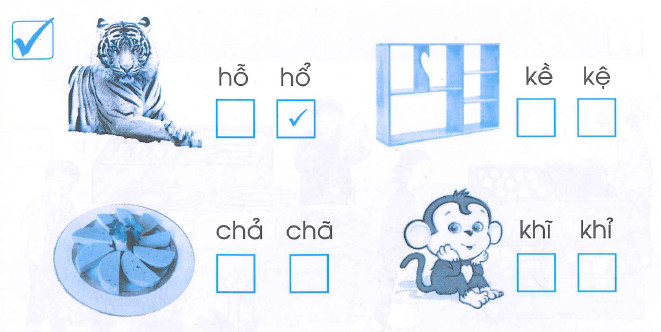 hỗ hổ
kề kệ
chả chã
khĩ khỉ